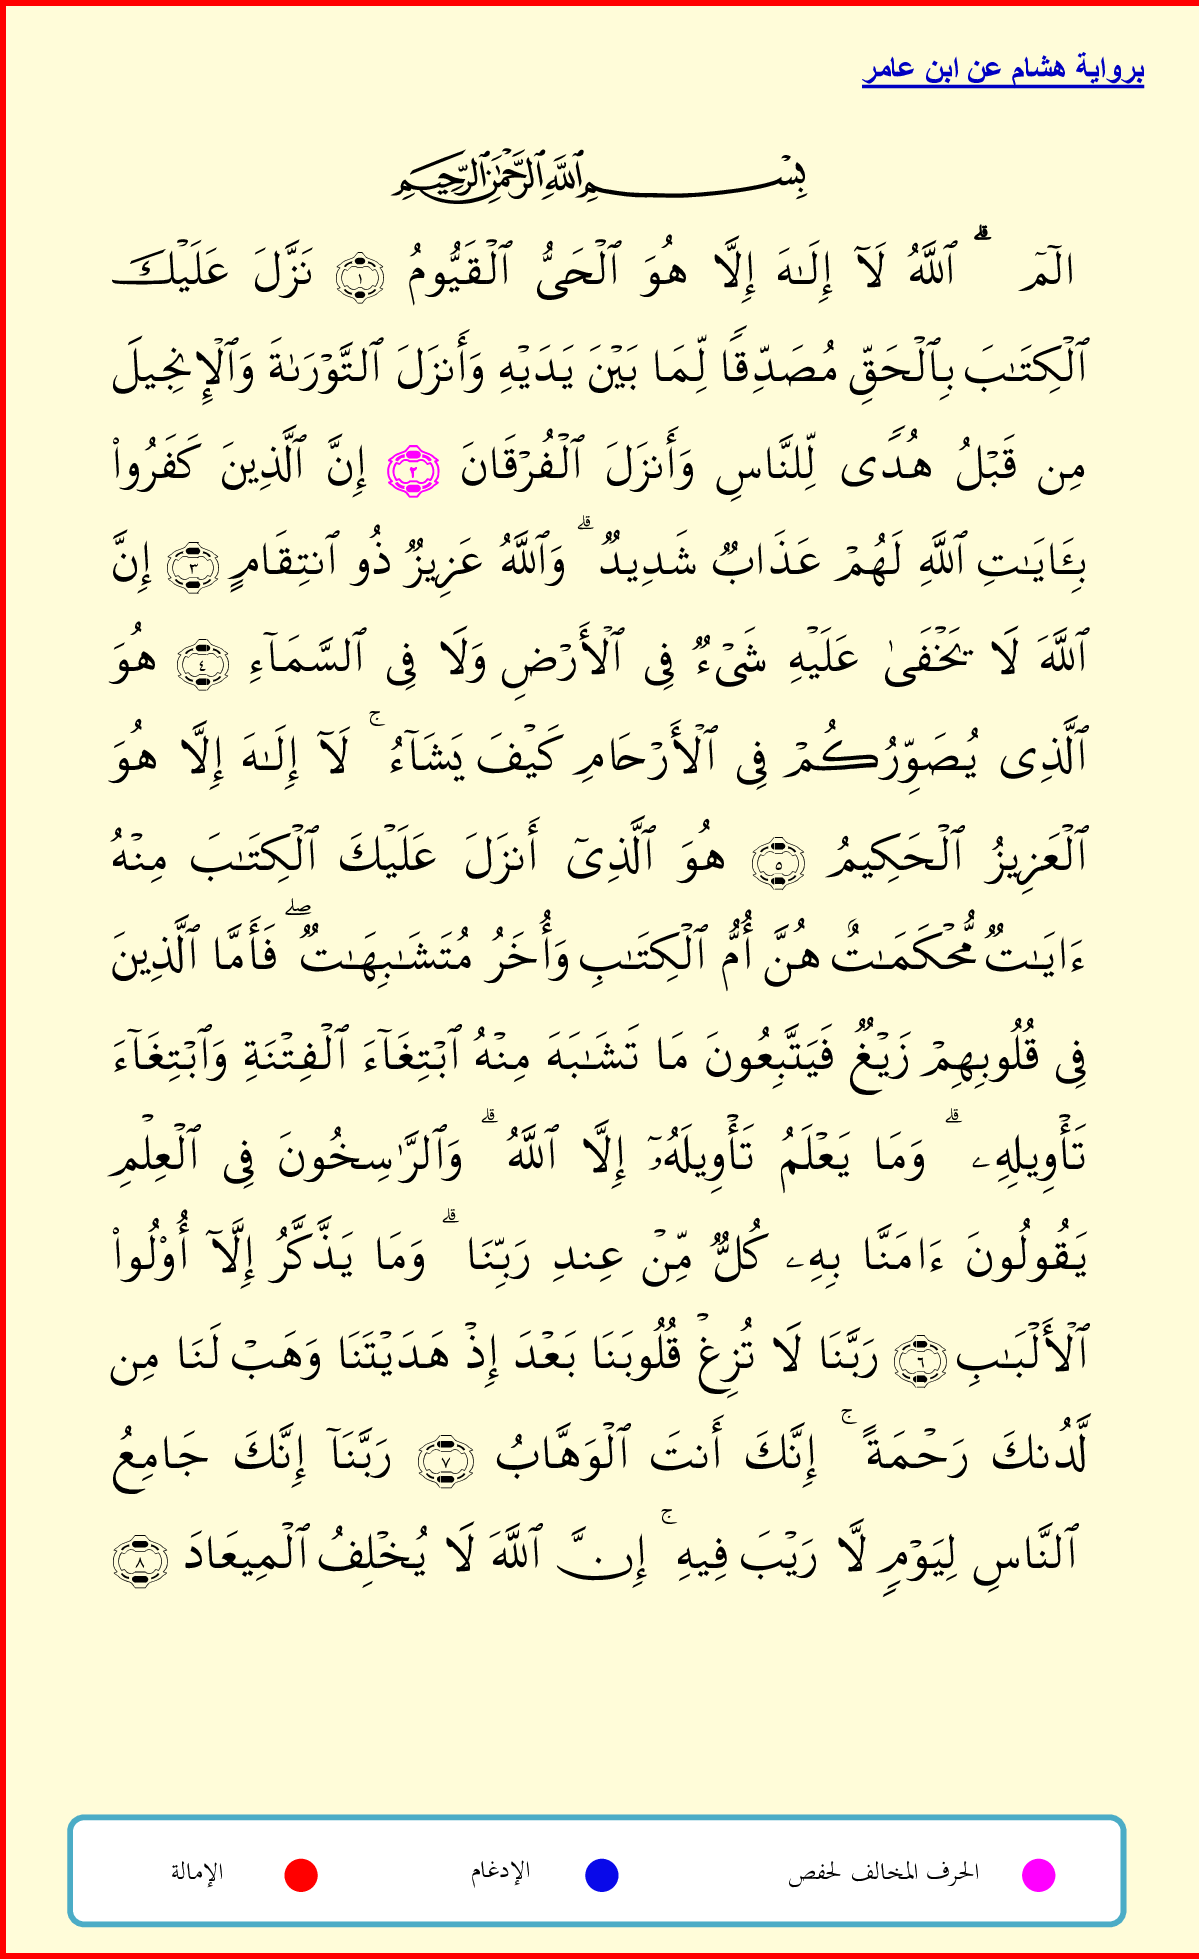 برواية هشام عن ابن عامر
بِسۡمِ ٱللَّهِ ٱلرَّحۡمَٰنِ ٱلرَّحِيمِ
الٓمٓ ۗ ٱللَّهُ لَآ إِلَـٰهَ إِلَّا هُوَ ٱلۡحَىُّ ٱلۡقَيُّومُ ١ نَزَّلَ عَلَيۡكَ
ٱلۡكِتَـٰبَ بِٱلۡحَقِّ مُصَدِّقًا لِّمَا بَيۡنَ يَدَيۡهِ وَأَنزَلَ ٱلتَّوۡرَىٰةَ وَٱلۡإِنجِيلَ
مِن قَبۡلُ هُدًى لِّلنَّاسِ وَأَنزَلَ ٱلۡفُرۡقَانَ ٢ إِنَّ ٱلَّذِينَ كَفَرُوا۟
بِـَٔايَـٰتِ ٱللَّهِ لَهُمۡ عَذَابٌ شَدِيدٌ ۗ وَٱللَّهُ عَزِيزٌ ذُو ٱنتِقَامٍ ٣ إِنَّ
ٱللَّهَ لَا يَخۡفَىٰ عَلَيۡهِ شَىۡءٌ فِى ٱلۡأَرۡضِ وَلَا فِى ٱلسَّمَآءِ ٤ هُوَ
ٱلَّذِى يُصَوِّرُكُمۡ فِى ٱلۡأَرۡحَامِ كَيۡفَ يَشَآءُ ۚ لَآ إِلَـٰهَ إِلَّا هُوَ
ٱلۡعَزِيزُ ٱلۡحَكِيمُ ٥ هُوَ ٱلَّذِىٓ أَنزَلَ عَلَيۡكَ ٱلۡكِتَـٰبَ مِنۡهُ
ءَايَـٰتٌ مُّحۡكَمَـٰتٌ هُنَّ أُمُّ ٱلۡكِتَـٰبِ وَأُخَرُ مُتَشَـٰبِهَـٰتٌ ۖ فَأَمَّا ٱلَّذِينَ
فِى قُلُوبِهِمۡ زَيۡغٌ فَيَتَّبِعُونَ مَا تَشَـٰبَهَ مِنۡهُ ٱبۡتِغَآءَ ٱلۡفِتۡنَةِ وَٱبۡتِغَآءَ
تَأۡوِيلِهِۦ ۗ وَمَا يَعۡلَمُ تَأۡوِيلَهُۥٓ إِلَّا ٱللَّهُ ۗ وَٱلرَّٰسِخُونَ فِى ٱلۡعِلۡمِ
يَقُولُونَ ءَامَنَّا بِهِۦ كُلٌّ مِّنۡ عِندِ رَبِّنَا ۗ وَمَا يَذَّكَّرُ إِلَّآ أُو۟لُوا۟
ٱلۡأَلۡبَـٰبِ ٦ رَبَّنَا لَا تُزِغۡ قُلُوبَنَا بَعۡدَ إِذۡ هَدَيۡتَنَا وَهَبۡ لَنَا مِن
لَّدُنكَ رَحۡمَةً ۚ إِنَّكَ أَنتَ ٱلۡوَهَّابُ ٧ رَبَّنَآ إِنَّكَ جَامِعُ
ٱلنَّاسِ لِيَوۡمٍ لَّا رَيۡبَ فِيهِ ۚ إِنَّ ٱللَّهَ لَا يُخۡلِفُ ٱلۡمِيعَادَ ٨
الحرف المخالف لحفص الإدغام الإمالة